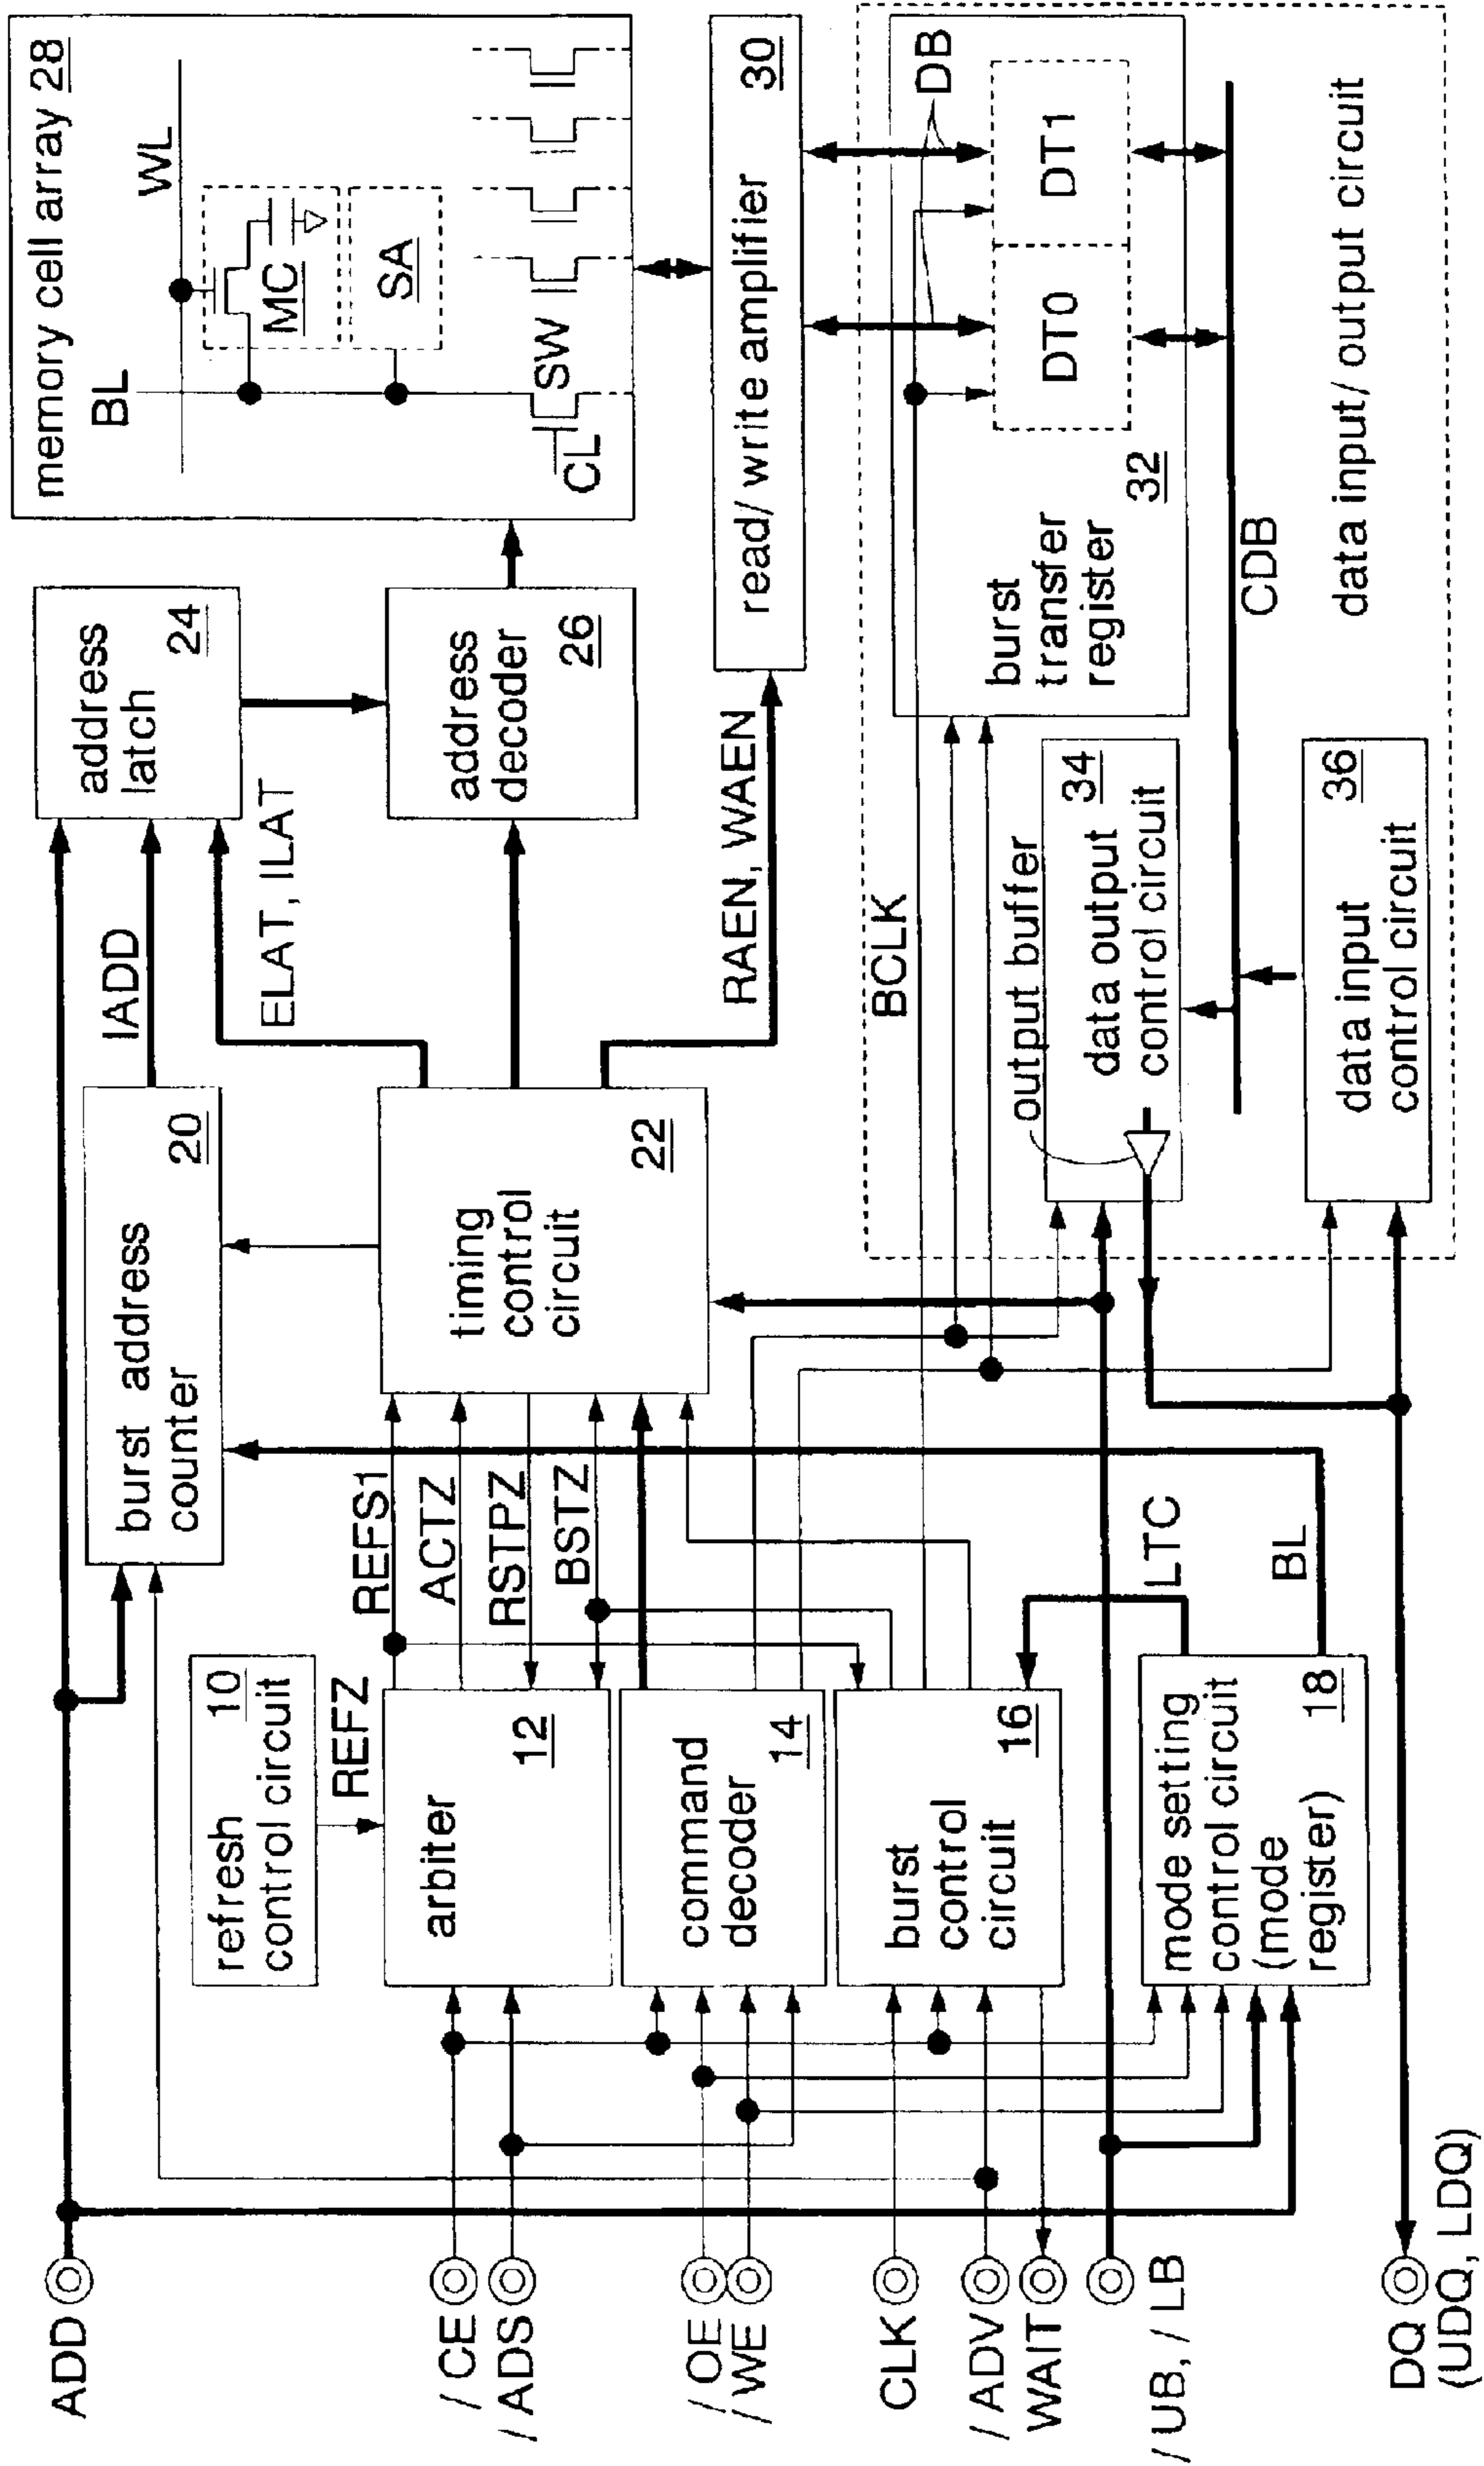 ADD
/ CE
/ ADS
/ OE
/ WE
CLK
/ ADV
WAIT
/ UB, / LB
DQ
(UDQ, LDQ)
refresh 10
control circuit
REFZ
arbiter
12
command
decoder 14
burst
control
circuit 16
mode setting
control circuit
(mode
register) 18
REFS1
ACTZ
RSTPZ
BSTZ
LTC
BL
burst address
counter
20
timing
control
circuit
22
IADD
ELAT, ILAT
RAEN, WAEN
BCLK
address
latch 24
address
decoder
26
memory cell array 28
BL
WL
MC
SA
SW
CL
read/ write amplifier 30
DB
DT0
DT1
burst
transfer
register 32
output buffer
34
data output
control circuit
CDB
data input 36
control circuit
data input/ output circuit